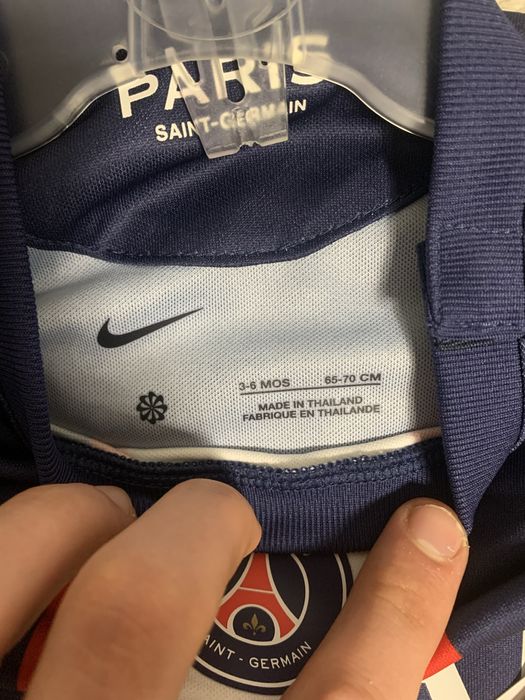 PARIS
SAINT-GERMAIN
3-6 MOS 65-70 CM
MADE IN THAILAND
FABRIQUE EN THAILANDE
SAINT - GERMAIN